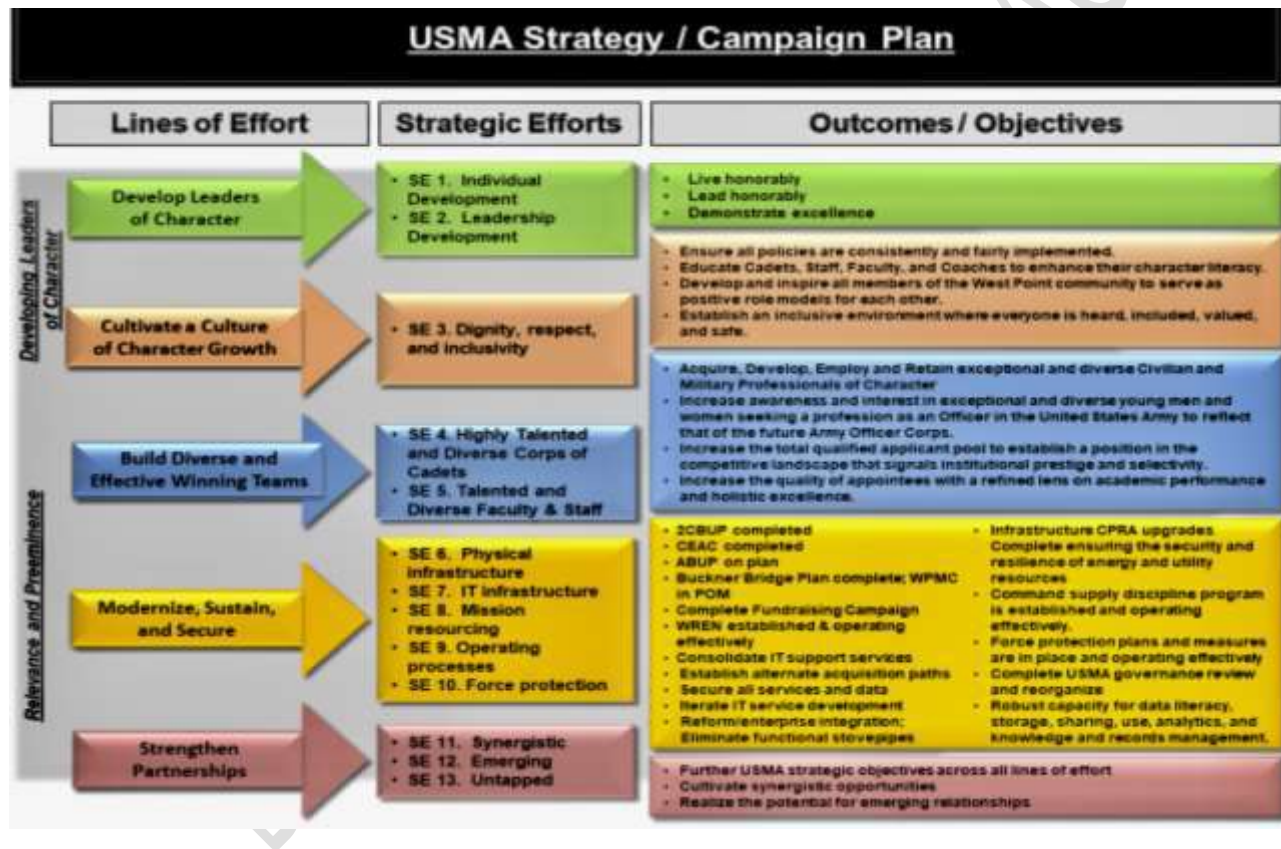 USMA Strategy / Campaign Plan
Lines of Effort
Strategic Efforts
Outcomes / Objectives
Developing Leaders
of Character
Relevance and Preeminence
Develop Leaders
of Character
• SE 1. Individual
Development
• SE 2. Leadership
Development
• Live honorably
• Lead honorably
• Demonstrate excellence
Cultivate a Culture
of Character Growth
• SE 3. Dignity, respect,
and inclusivity
• Ensure all policies are consistently and fairly implemented.
• Educate Cadets, Staff, Faculty, and Coaches to enhance their character literacy.
• Develop and inspire all members of the West Point community to serve as
positive role models for each other.
• Establish an inclusive environment where everyone is heard, included, valued,
and safe.
Build Diverse and
Effective Winning Teams
• SE 4. Highly Talented
and Diverse Corps of
Cadets
• SE 5. Talented and
Diverse Faculty & Staff
• Acquire, Develop, Employ and Retain exceptional and diverse Civilian and
Military Professionals of Character
• Increase awareness and interest in exceptional and diverse young men and
women seeking a profession as an Officer in the United States Army to reflect
that of the future Army Officer Corps.
• Increase the total qualified applicant pool to establish a position in the
competitive landscape that signals institutional prestige and selectivity.
• Increase the quality of appointees with a refined lens on academic performance
and holistic excellence.
Modernize, Sustain,
and Secure
• SE 6. Physical
infrastructure
• SE 7. IT Infrastructure
• SE 8. Mission
resourcing
• SE 9. Operating
processes
• SE 10. Force protection
• 2CBUP completed
• CEAC completed
• ABUP on plan
• Buckner Bridge Plan complete; WPMC
in POM
• Complete Fundraising Campaign
• WREN established & operating
effectively
• Consolidate IT support services
• Establish alternate acquisition paths
• Secure all services and data
• Iterate IT service development
• Reform/enterprise integration;
Eliminate functional stovepipes
• Infrastructure CPRA upgrades
Complete ensuring the security and
resilience of energy and utility
resources
• Command supply discipline program
is established and operating
effectively.
• Force protection plans and measures
are in place and operating effectively
• Complete USMA governance review
and reorganize
• Robust capacity for data literacy,
storage, sharing, use, analytics, and
knowledge and records management.
Strengthen
Partnerships
• SE 11. Synergistic
• SE 12. Emerging
• SE 13. Untapped
• Further USMA strategic objectives across all lines of effort
• Cultivate synergistic opportunities
• Realize the potential for emerging relationships